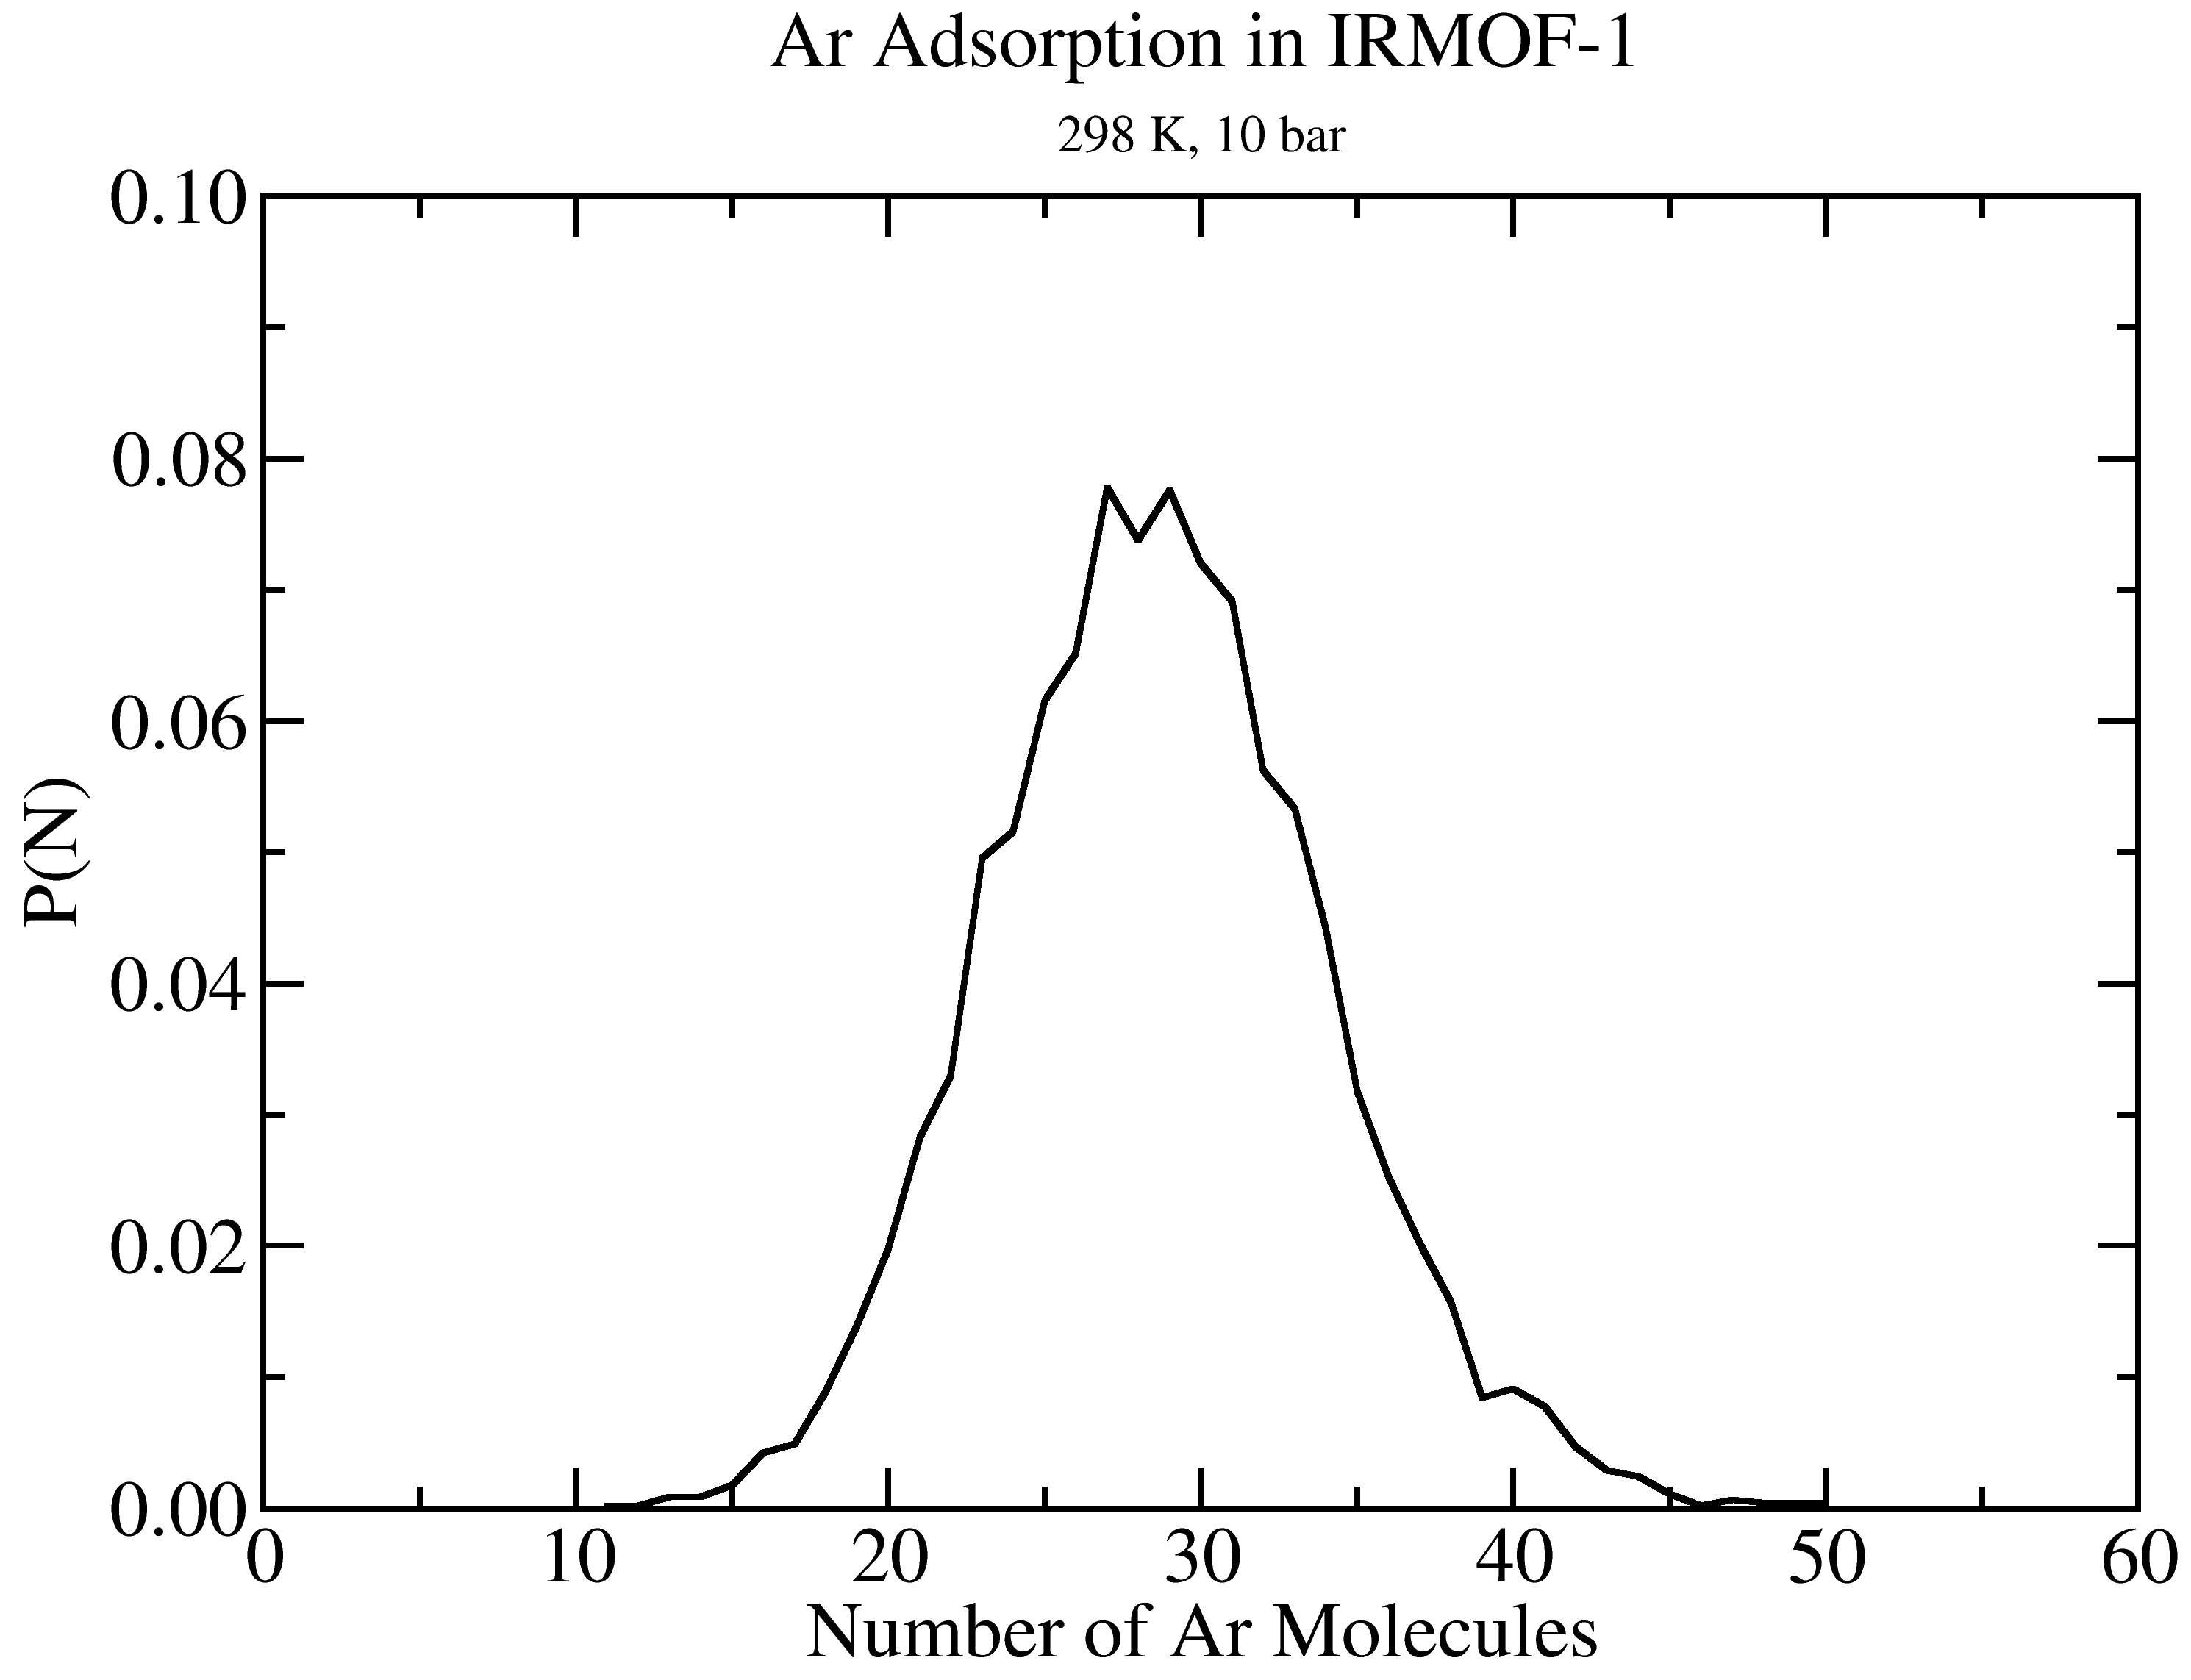 Ar Adsorption in IRMOF-1
298 K, 10 bar
0.10
0.08
0.06
0.04
0.02
0.00
P(N)
0 10 20 30 40 50 60
Number of Ar Molecules